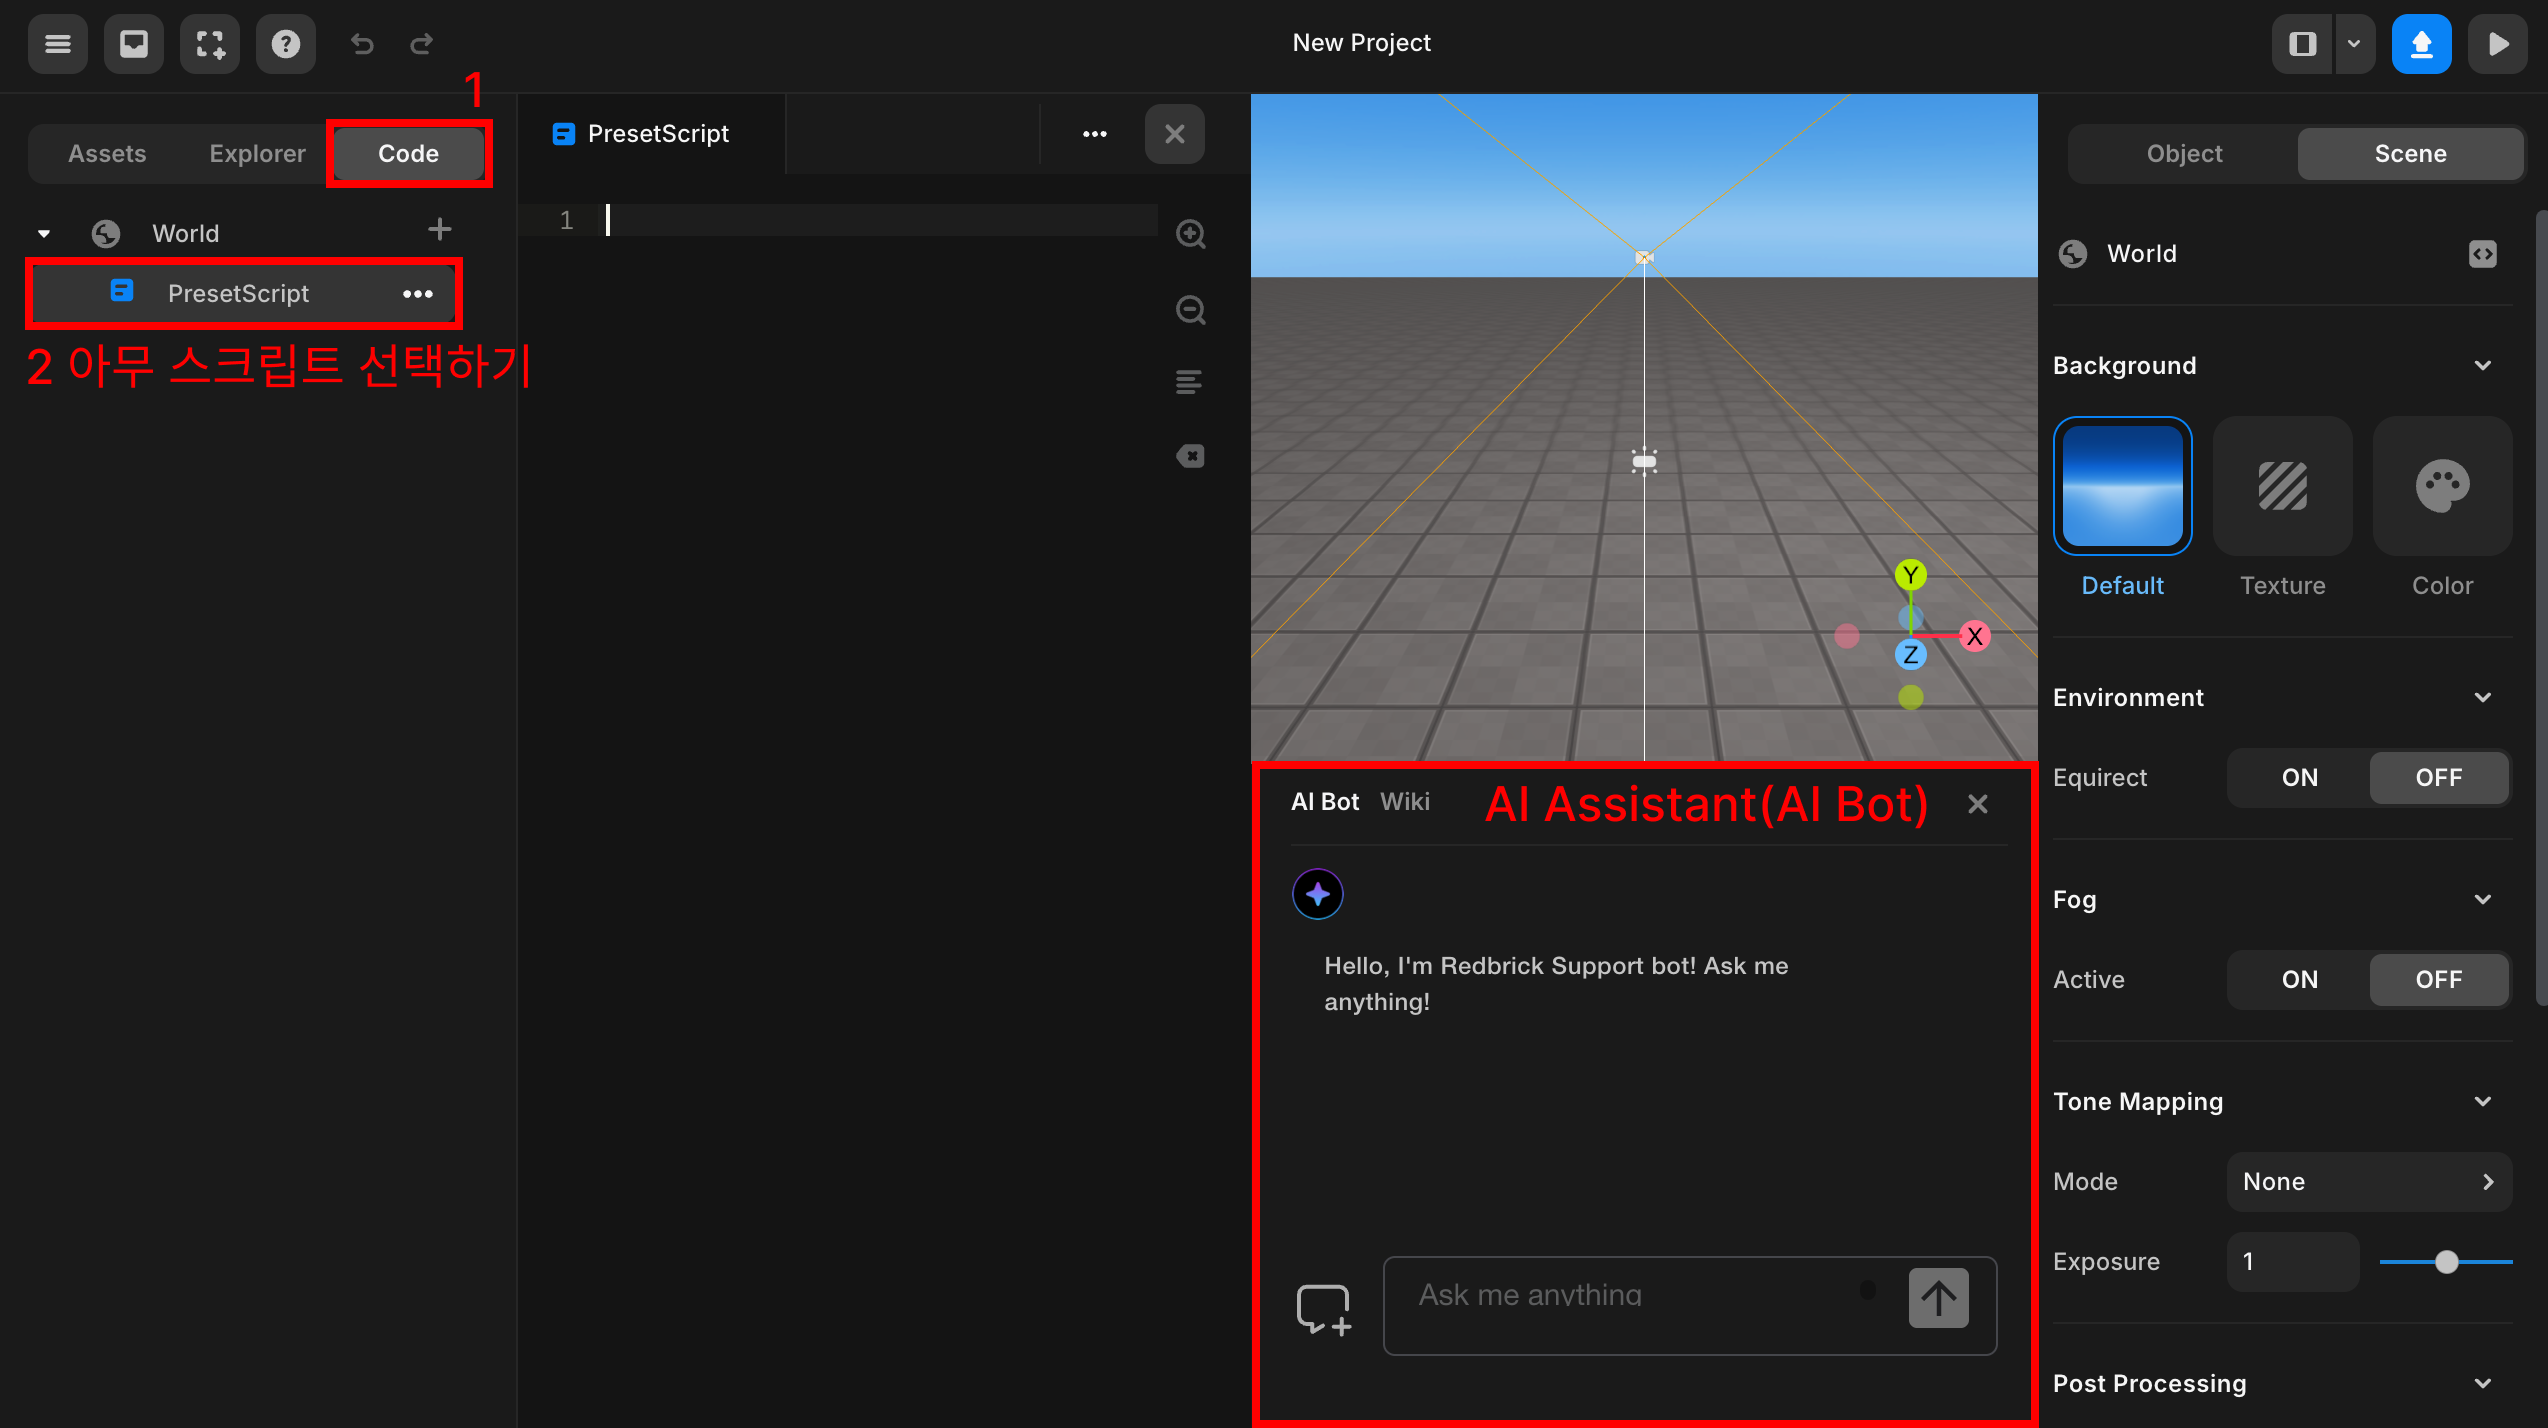 New Project
1
Assets
Explorer
Code
World
PresetScript
2 아무 스크립트 선택하기
PresetScript
1
Y
X
Z
AI Bot
Wiki
AI Assistant(AI Bot)
Hello, I'm Redbrick Support bot! Ask me
anything!
Ask me anything
Object
Scene
World
Background
Default
Texture
Color
Environment
Equirect
ON
OFF
Fog
Active
ON
OFF
Tone Mapping
Mode
None
Exposure
1
Post Processing